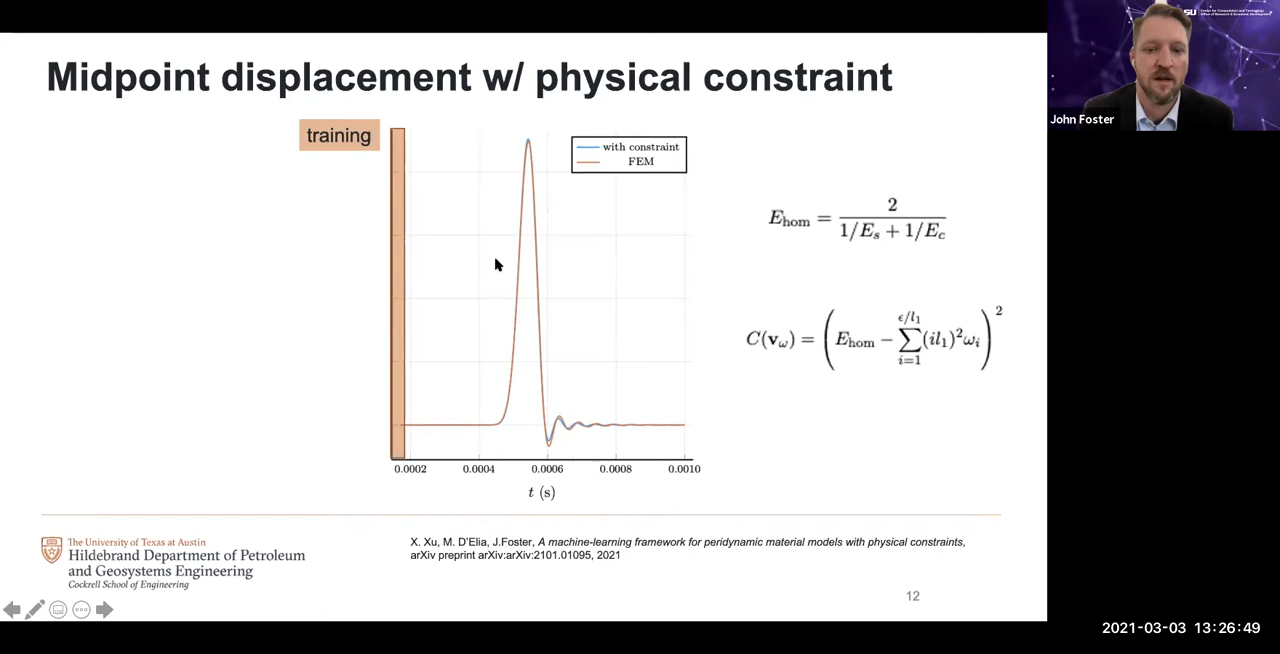 Midpoint displacement w/ physical constraint
training
with constraint
FEM
0.0002 0.0004 0.0006 0.0008 0.0010
t (s)
E_hom = 2 / (1/E_s + 1/E_c)
C(v_ω) = (E_hom − ∑_{i=1}^{ϵ/l_1} (il_1)^2 ω_i)^2
The University of Texas at Austin
Hildebrand Department of Petroleum
and Geosystems Engineering
Cockrell School of Engineering
X. Xu, M. D'Elia, J.Foster, A machine-learning framework for peridynamic material models with physical constraints,
arXiv preprint arXiv:arXiv:2101.01095, 2021
12
John Foster
2021-03-03 13:26:49